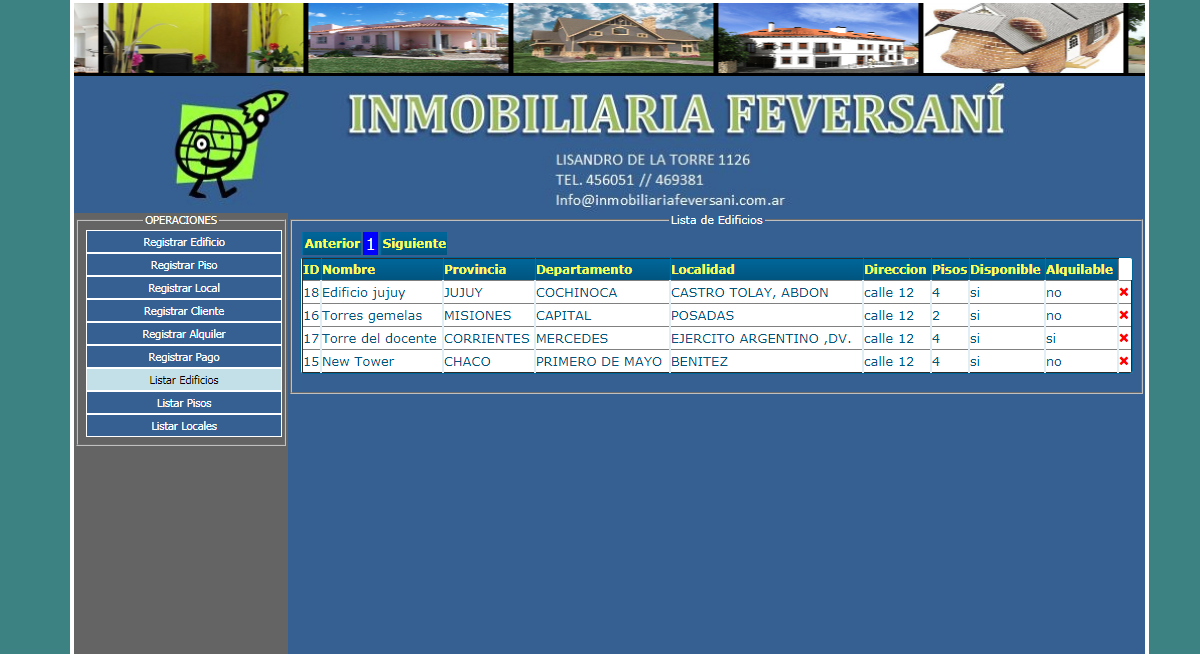 INMOBILIARIA FEVERSANÍ
LISANDRO DE LA TORRE 1126
TEL. 456051 // 469381
Info@inmobiliariafeversani.com.ar
OPERACIONES
Registrar Edificio
Registrar Piso
Registrar Local
Registrar Cliente
Registrar Alquiler
Registrar Pago
Listar Edificios
Listar Pisos
Listar Locales
Lista de Edificios
Anterior 1 Siguiente
ID Nombre Provincia Departamento Localidad Direccion Pisos Disponible Alquilable
18 Edificio jujuy JUJUY COCHINOCA CASTRO TOLAY, ABDON calle 12 4 si no
16 Torres gemelas MISIONES CAPITAL POSADAS calle 12 2 si no
17 Torre del docente CORRIENTES MERCEDES EJERCITO ARGENTINO ,DV. calle 12 4 si si
15 New Tower CHACO PRIMERO DE MAYO BENITEZ calle 12 4 si no